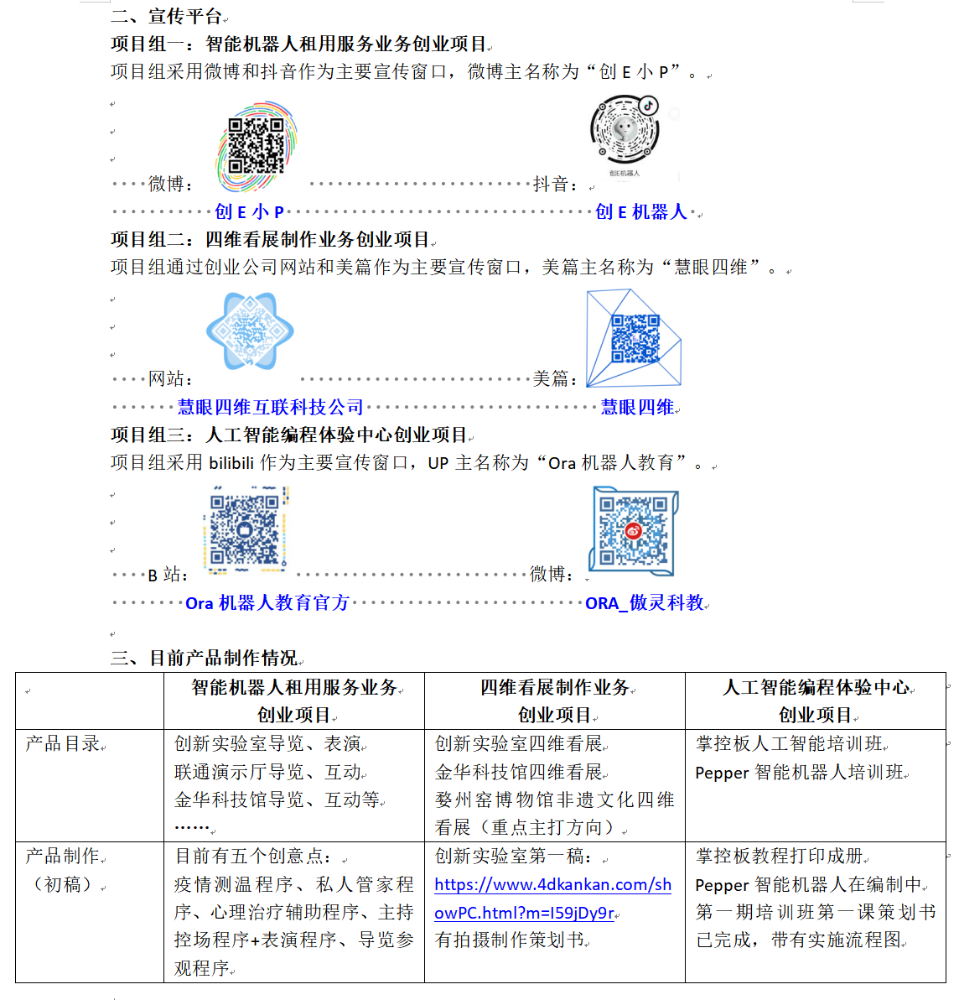 二、宣传平台
项目组一：智能机器人租用服务业务创业项目
项目组采用微博和抖音作为主要宣传窗口，微博主名称为“创 E 小 P”。
创E机器人
微博： 抖音：
创 E 小 P 创 E 机器人
项目组二：四维看展制作业务创业项目
项目组通过创业公司网站和美篇作为主要宣传窗口，美篇主名称为“慧眼四维”。
网站： 美篇：
慧眼四维互联科技公司 慧眼四维
项目组三：人工智能编程体验中心创业项目
项目组采用 bilibili 作为主要宣传窗口，UP 主名称为“Ora 机器人教育”。
B 站： 微博：
Ora 机器人教育官方 ORA_傲灵科教
三、目前产品制作情况
智能机器人租用服务业务
创业项目
四维看展制作业务
创业项目
人工智能编程体验中心
创业项目
产品目录
创新实验室导览、表演
联通演示厅导览、互动
金华科技馆导览、互动等
……
创新实验室四维看展
金华科技馆四维看展
婺州窑博物馆非遗文化四维
看展（重点主打方向）
掌控板人工智能培训班
Pepper 智能机器人培训班
产品制作
（初稿）
目前有五个创意点：
疫情测温程序、私人管家程
序、心理治疗辅助程序、主持
控场程序+表演程序、导览参
观程序
创新实验室第一稿：
https://www.4dkankan.com/sh
owPC.html?m=I59jDy9r
有拍摄制作策划书
掌控板教程打印成册
Pepper 智能机器人在编制中
第一期培训班第一课策划书
已完成，带有实施流程图